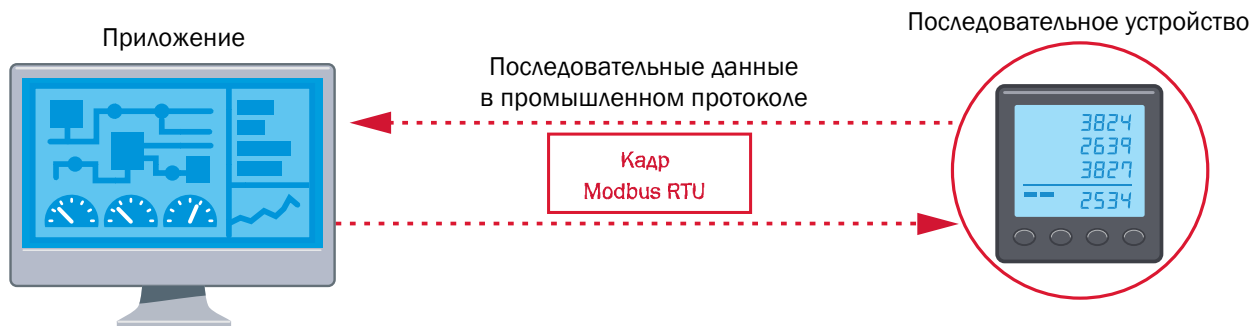 Приложение
Последовательное устройство
Последовательные данные
в промышленном протоколе
Кадр
Modbus RTU
3824
2639
3827
2534